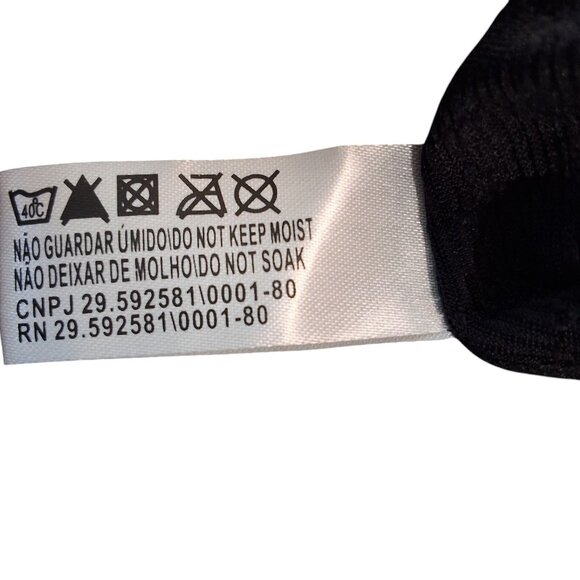 40°C
NÃO GUARDAR ÚMIDO\DO NOT KEEP MOIST
NÃO DEIXAR DE MOLHO\DO NOT SOAK
CNPJ 29.592581\0001-80
RN 29.592581\0001-80